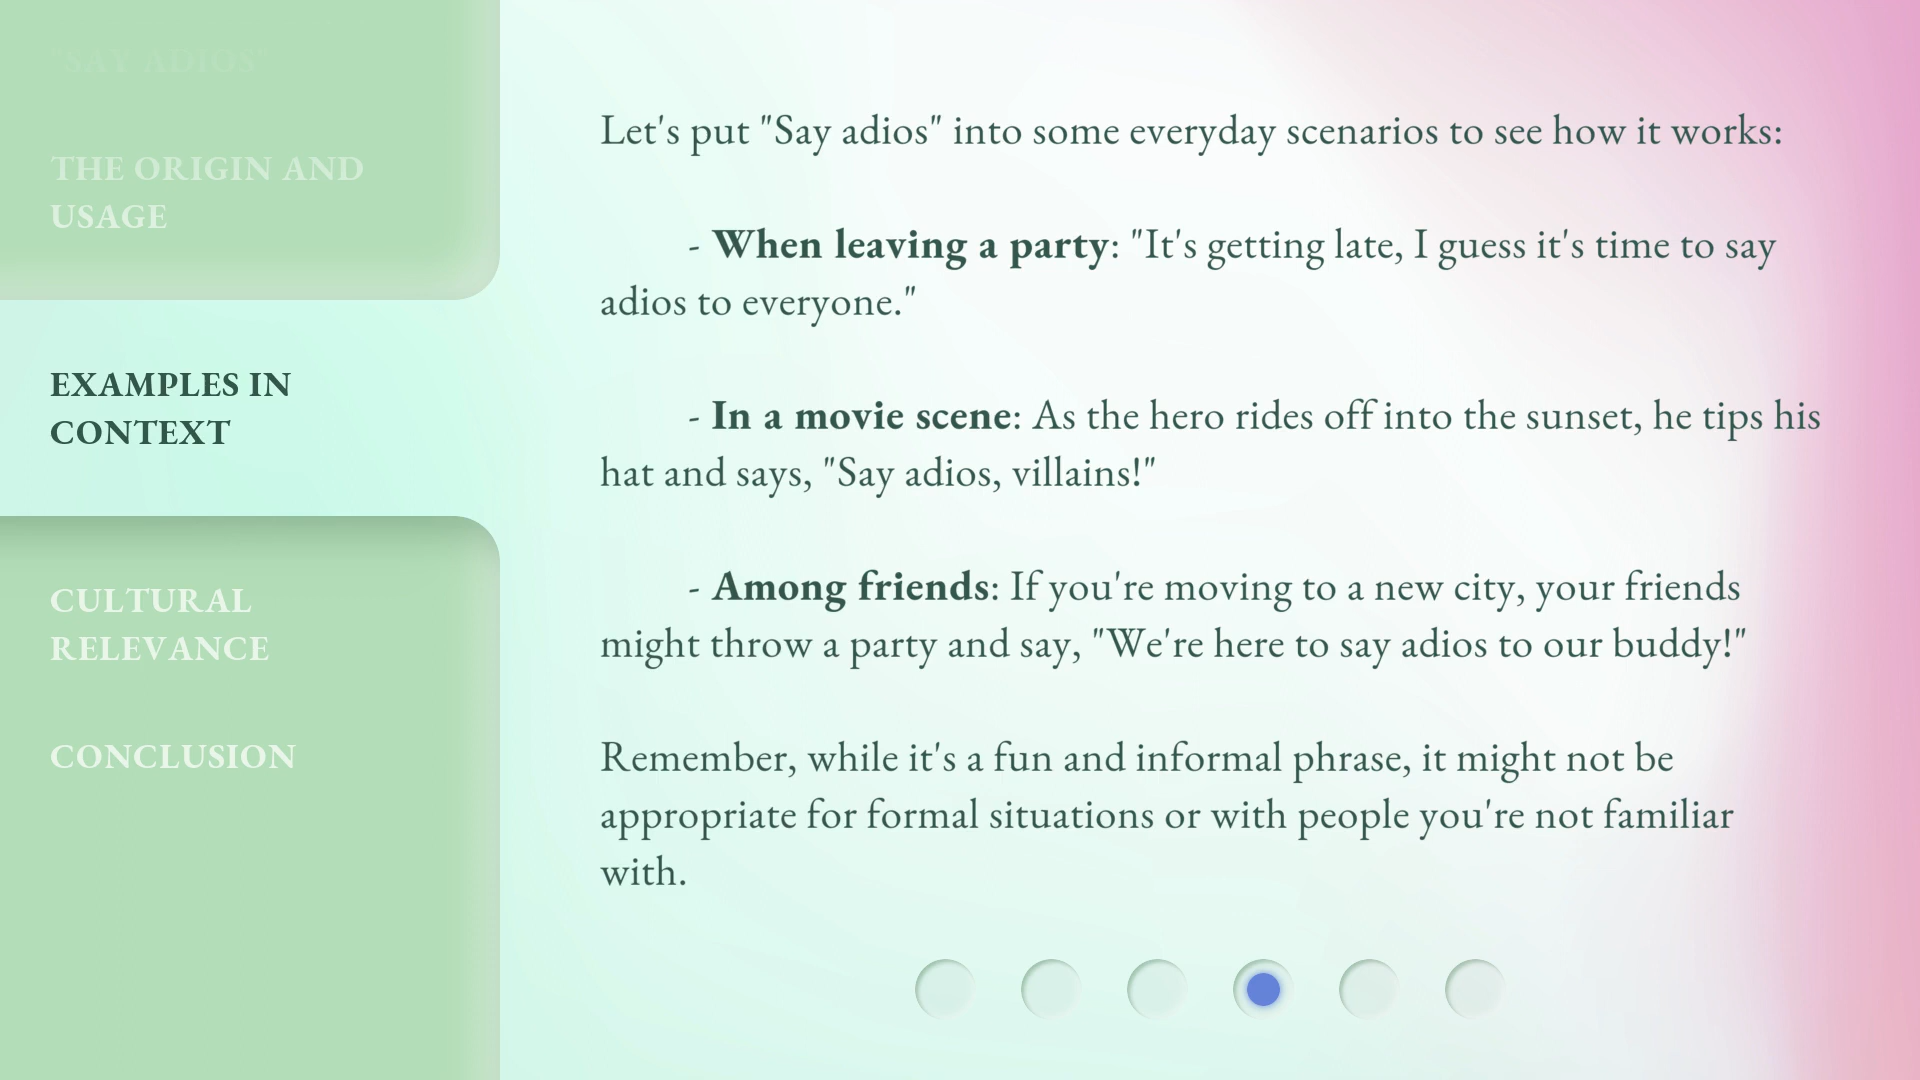 "SAY ADIOS"
THE ORIGIN AND
USAGE
EXAMPLES IN
CONTEXT
CULTURAL
RELEVANCE
CONCLUSION
Let's put "Say adios" into some everyday scenarios to see how it works:
- When leaving a party: "It's getting late, I guess it's time to say
adios to everyone."
- In a movie scene: As the hero rides off into the sunset, he tips his
hat and says, "Say adios, villains!"
- Among friends: If you're moving to a new city, your friends
might throw a party and say, "We're here to say adios to our buddy!"
Remember, while it's a fun and informal phrase, it might not be
appropriate for formal situations or with people you're not familiar
with.